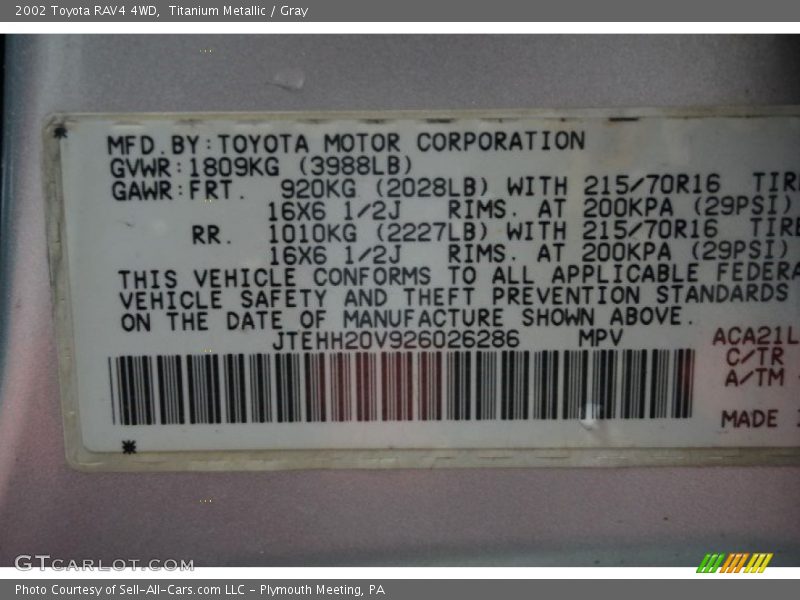 2002 Toyota RAV4 4WD,  Titanium Metallic / Gray
MFD.BY:TOYOTA MOTOR CORPORATION
GVWR:1809KG (3988LB)
GAWR:FRT. 920KG (2028LB) WITH 215/70R16 TIRE
16X6 1/2J RIMS. AT 200KPA (29PSI)
RR. 1010KG (2227LB) WITH 215/70R16 TIRE
16X6 1/2J RIMS. AT 200KPA (29PSI)
THIS VEHICLE CONFORMS TO ALL APPLICABLE FEDERA
VEHICLE SAFETY AND THEFT PREVENTION STANDARDS
ON THE DATE OF MANUFACTURE SHOWN ABOVE.
JTEHH20V926026286 MPV ACA21L
C/TR
A/TM
MADE
GTCARLOT.COM
Photo Courtesy of Sell-All-Cars.com LLC – Plymouth Meeting, PA